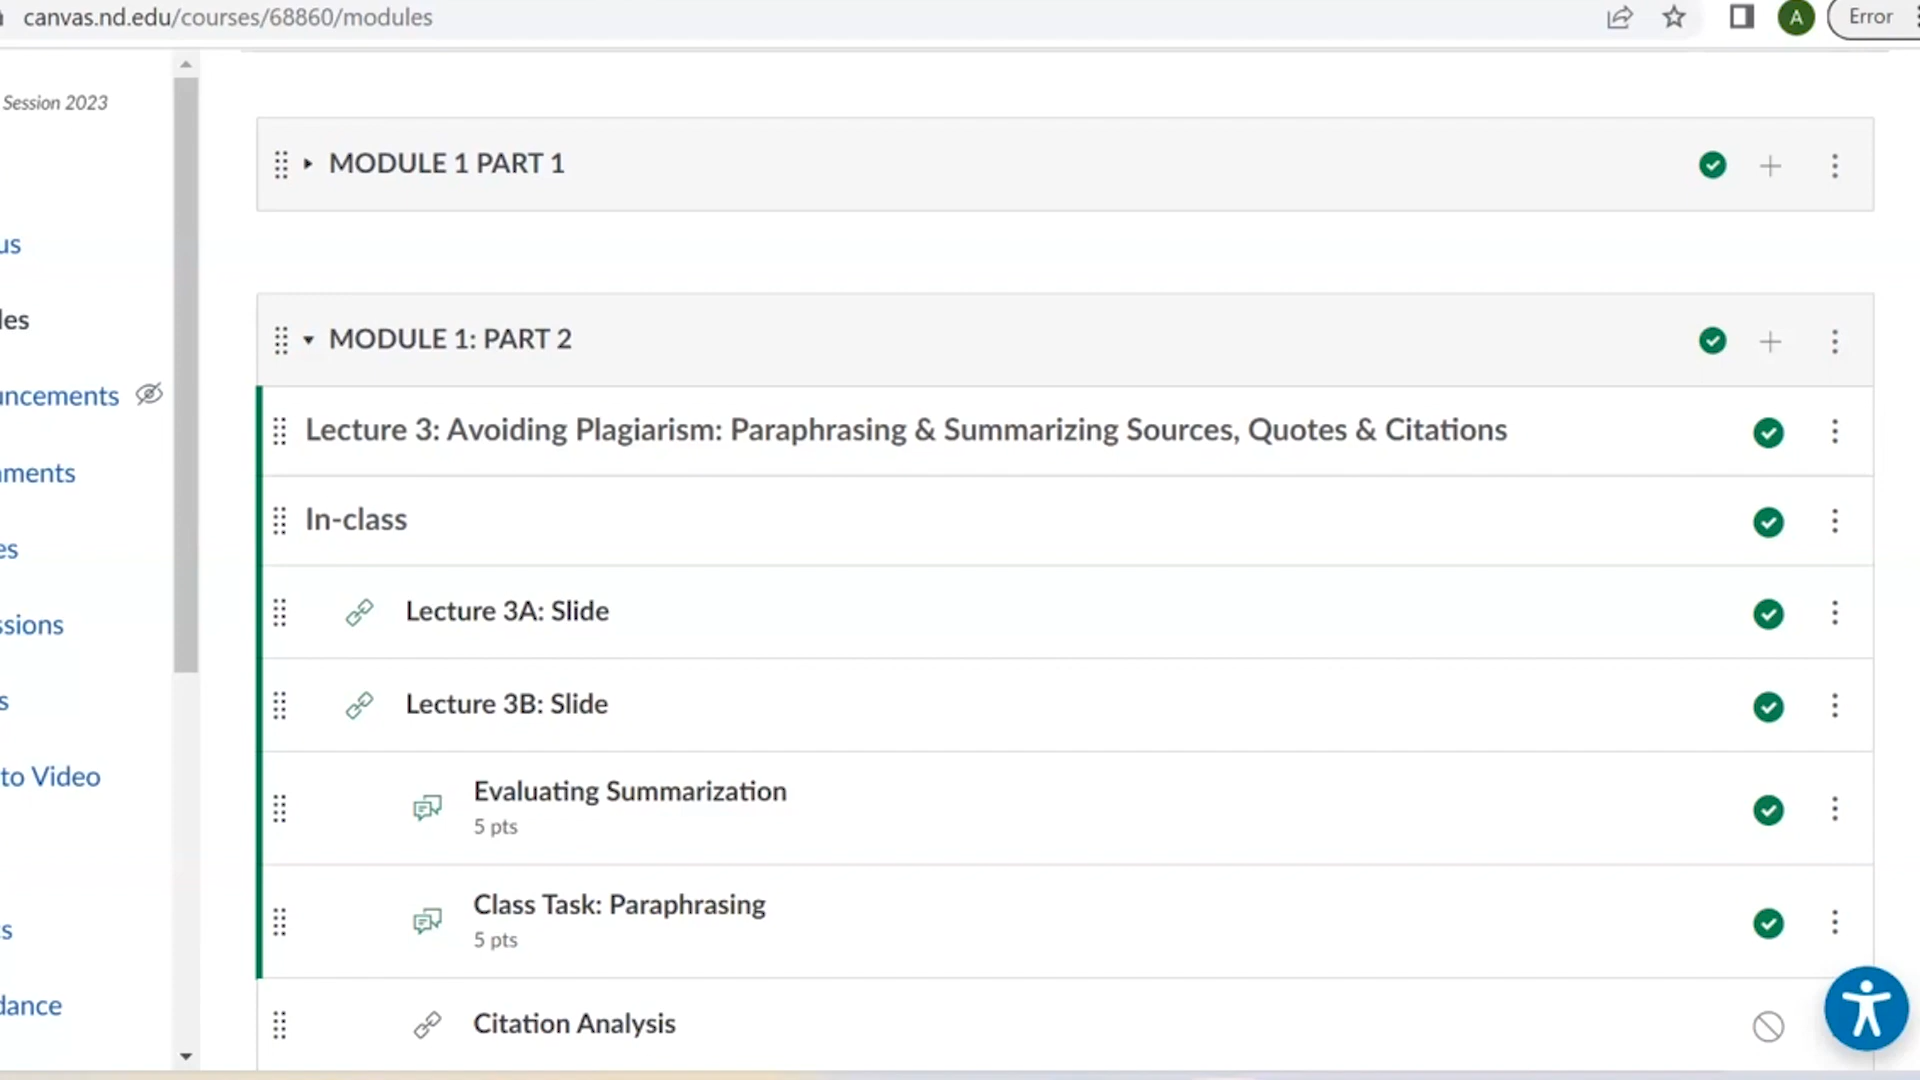 canvas.nd.edu/courses/68860/modules
A
Error
Session 2023
us
les
uncements
nments
es
ssions
s
to Video
s
dance
MODULE 1 PART 1
MODULE 1: PART 2
Lecture 3: Avoiding Plagiarism: Paraphrasing & Summarizing Sources, Quotes & Citations
In-class
Lecture 3A: Slide
Lecture 3B: Slide
Evaluating Summarization
5 pts
Class Task: Paraphrasing
5 pts
Citation Analysis